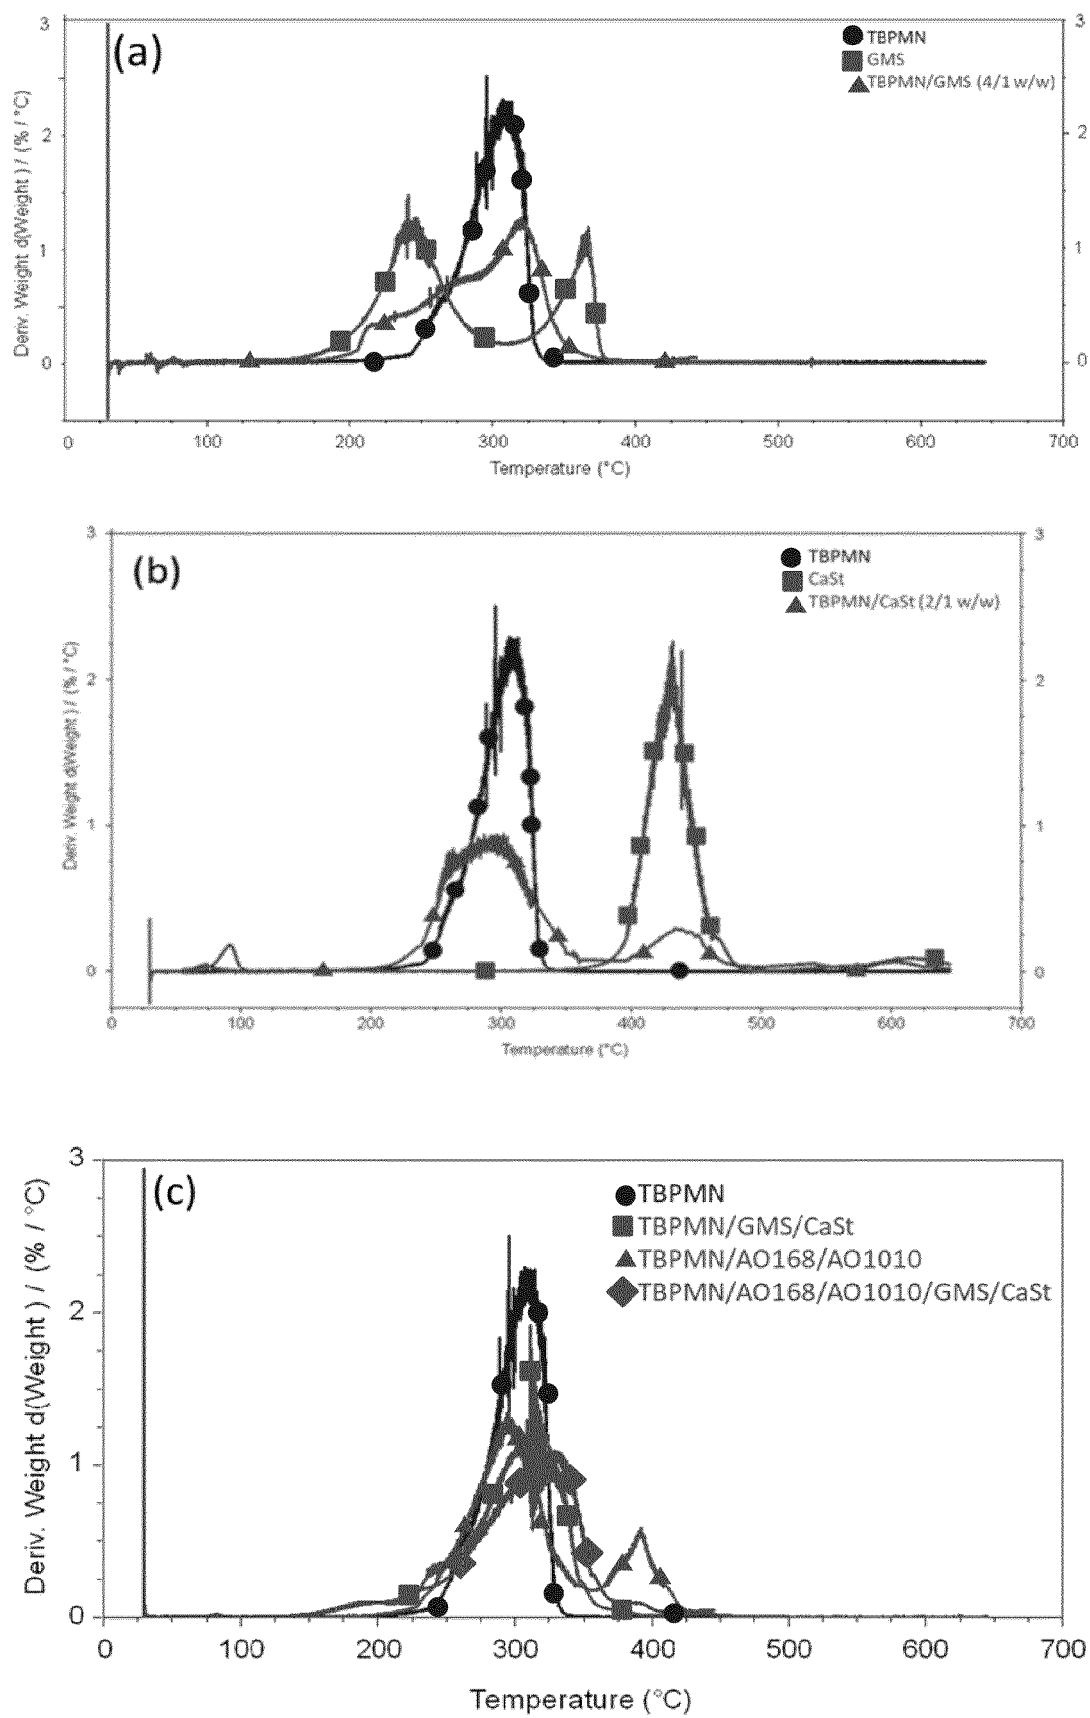 (a)
TBPMN
GMS
TBPMN/GMS (4/1 w/w)
Deriv. Weight d(Weight ) / (% / °C)
3
2
1
0
3
2
1
0
0 100 200 300 400 500 600 700
Temperature (°C)
(b)
TBPMN
CaSt
TBPMN/CaSt (2/1 w/w)
Deriv. Weight d(Weight ) / (% / °C)
3
2
1
0
3
2
1
0
0 100 200 300 400 500 600 700
Temperature (°C)
(c)
TBPMN
TBPMN/GMS/CaSt
TBPMN/AO168/AO1010
TBPMN/AO168/AO1010/GMS/CaSt
Deriv. Weight d(Weight ) / (% / °C)
3
2
1
0
0 100 200 300 400 500 600 700
Temperature (°C)